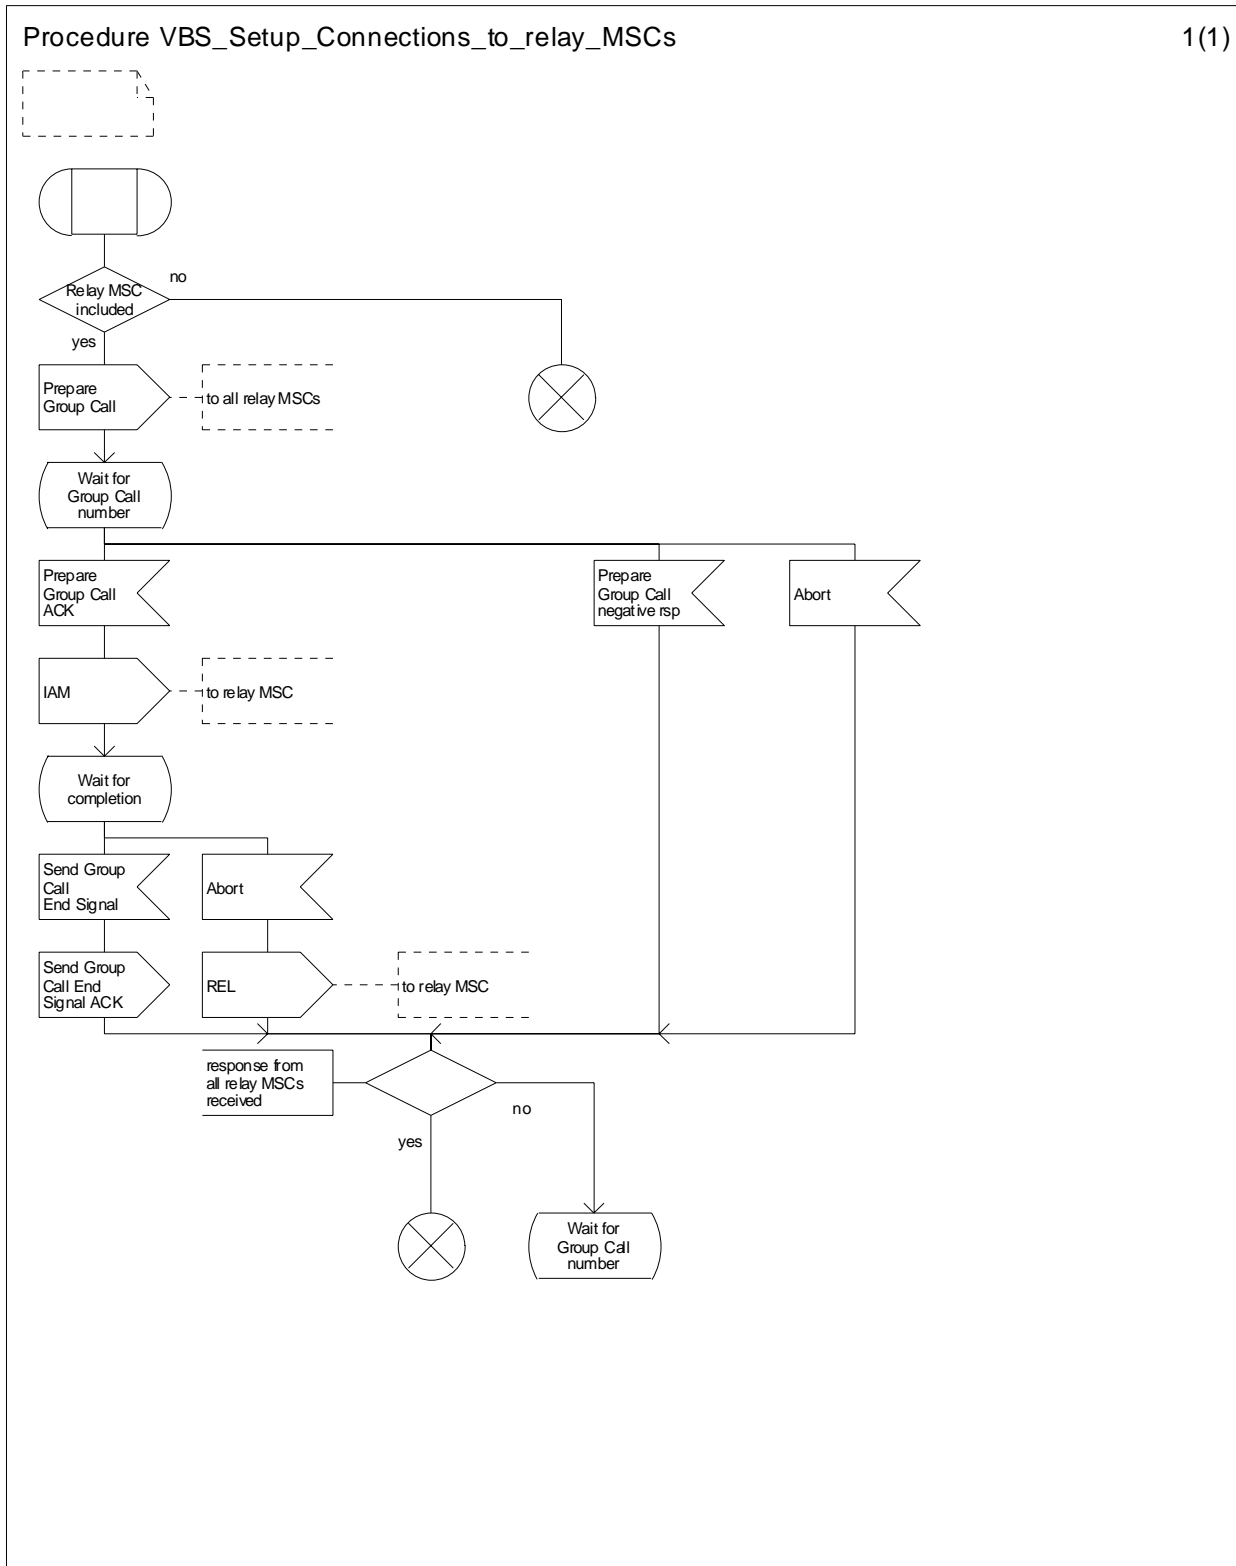 Procedure VBS_Setup_Connections_to_relay_MSCs
1(1)
no
Relay MSC
included
yes
Prepare
Group Call
to all relay MSCs
Wait for
Group Call
number
Prepare
Group Call
ACK
Prepare
Group Call
negative rsp
Abort
IAM
to relay MSC
Wait for
completion
Send Group
Call
End Signal
Abort
Send Group
Call End
Signal ACK
REL
to relay MSC
response from
all relay MSCs
received
no
yes
Wait for
Group Call
number